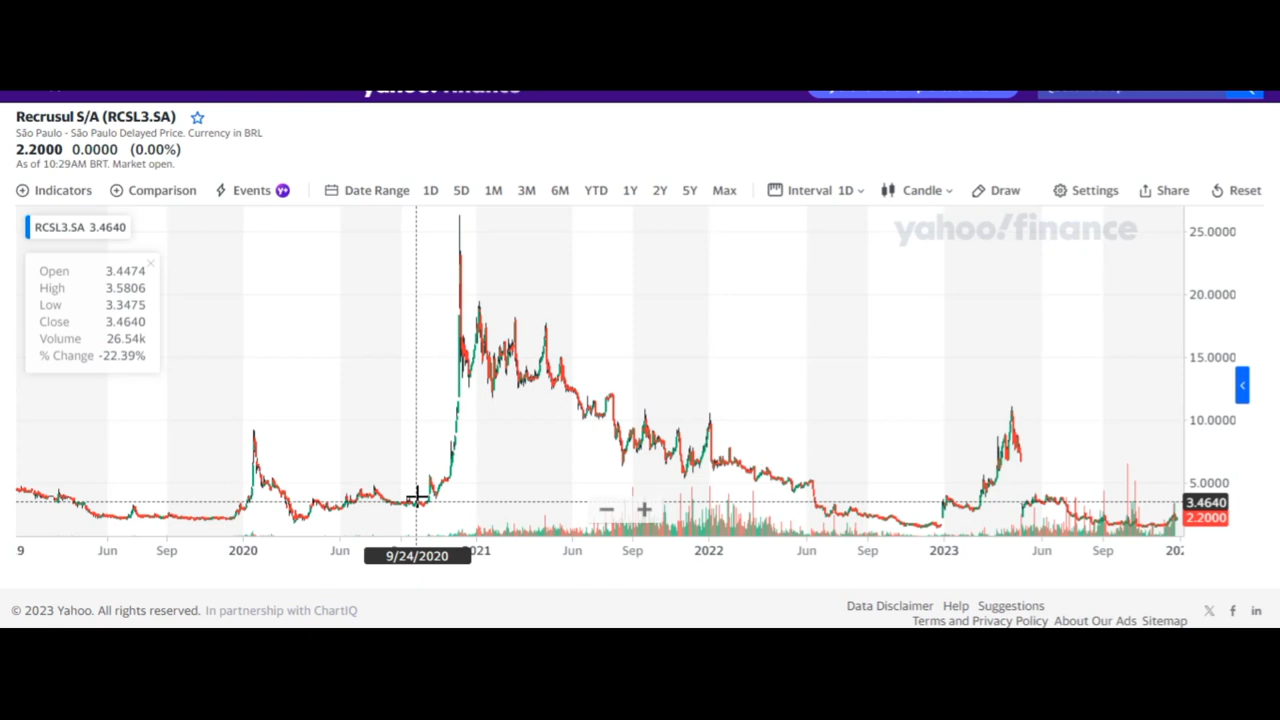 yahoo/finance
Recrusul S/A (RCSL3.SA)
São Paulo - São Paulo Delayed Price. Currency in BRL
2.2000 0.0000 (0.00%)
As of 10:29AM BRT. Market open.
Indicators Comparison Events Y+ Date Range 1D 5D 1M 3M 6M YTD 1Y 2Y 5Y Max Interval 1D Candle Draw Settings Share Reset
RCSL3.SA 3.4640
yahoo!finance
Open 3.4474
High 3.5806
Low 3.3475
Close 3.4640
Volume 26.54k
% Change -22.39%
25.0000
20.0000
15.0000
10.0000
5.0000
3.4640
2.2000
9 Jun Sep 2020 Jun 9/24/2020 Jun Sep 2022 Jun Sep 2023 Jun Sep
© 2023 Yahoo. All rights reserved. In partnership with ChartIQ
Data Disclaimer Help Suggestions
Terms and Privacy Policy About Our Ads Sitemap